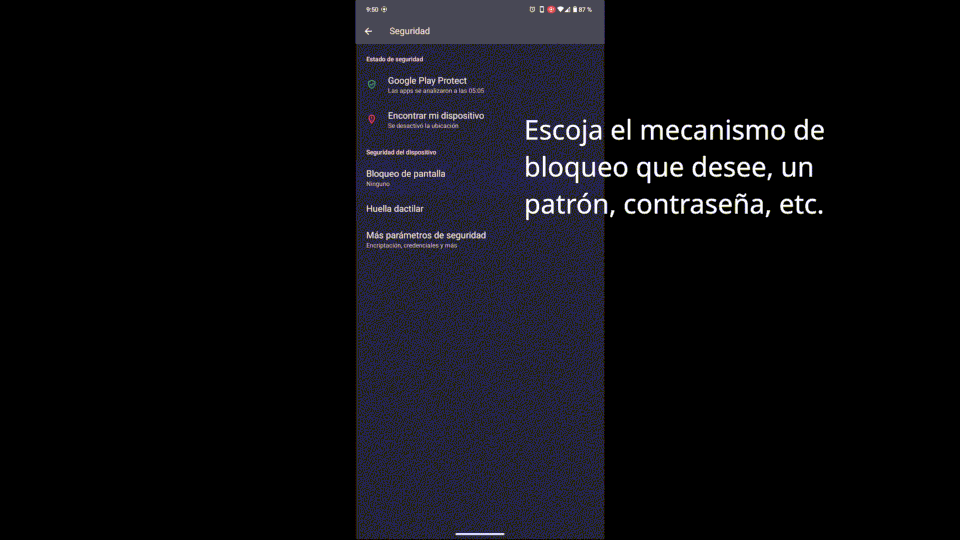 9:50
87 %
Seguridad
Estado de seguridad
Google Play Protect
Las apps se analizaron a las 05:05
Encontrar mi dispositivo
Se desactivó la ubicación
Seguridad del dispositivo
Bloqueo de pantalla
Ninguno
Huella dactilar
Más parámetros de seguridad
Encriptación, credenciales y más
Escoja el mecanismo de
bloqueo que desee, un
patrón, contraseña, etc.